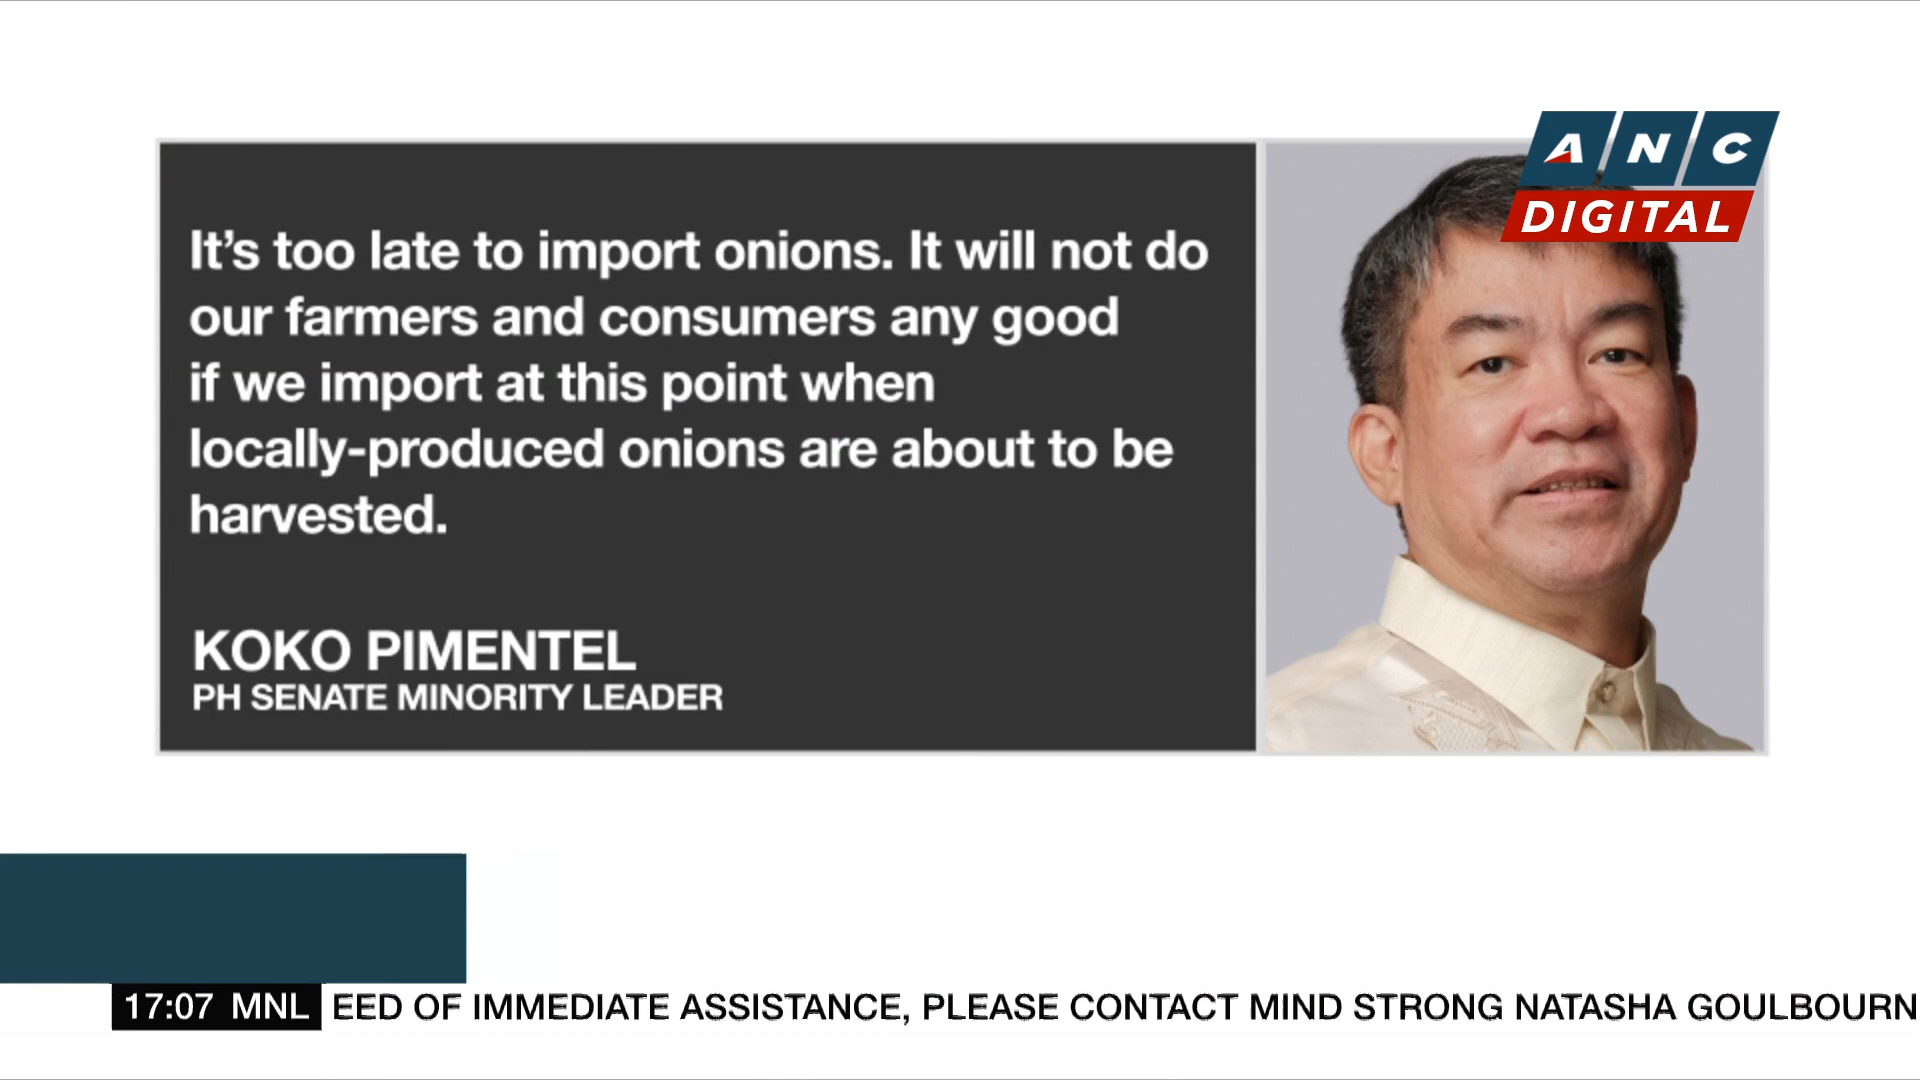 ANC
DIGITAL
It's too late to import onions. It will not do
our farmers and consumers any good
if we import at this point when
locally-produced onions are about to be
harvested.
KOKO PIMENTEL
PH SENATE MINORITY LEADER
17:07 MNL EED OF IMMEDIATE ASSISTANCE, PLEASE CONTACT MIND STRONG NATASHA GOULBOURN